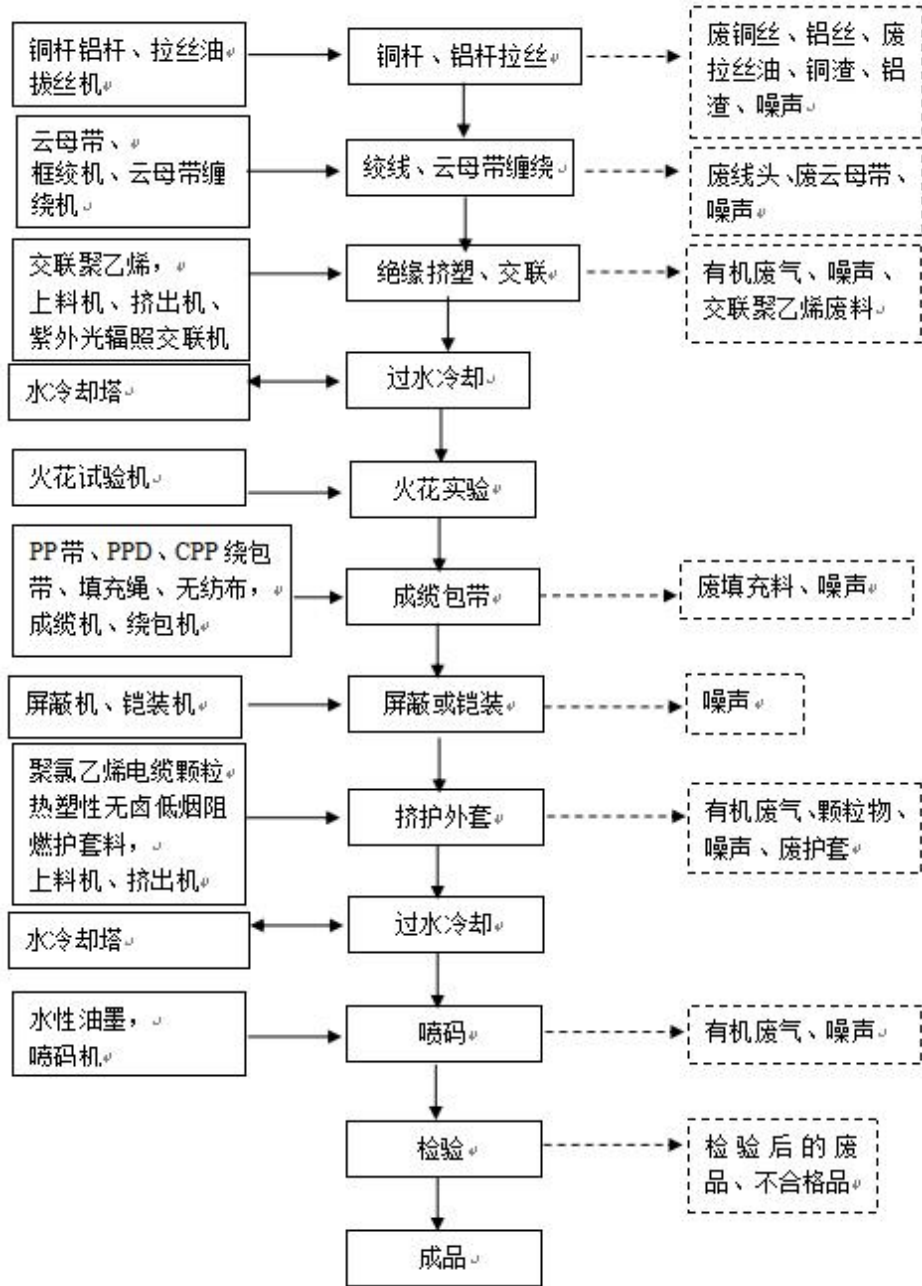 铜杆铝杆、拉丝油
拔丝机
铜杆、铝杆拉丝
废铜丝、铝丝、废
拉丝油、铜渣、铝
渣、噪声
云母带、
框绞机、云母带缠
绕机
绞线、云母带缠绕
废线头、废云母带、
噪声
交联聚乙烯，
上料机、挤出机、
紫外光辐照交联机
绝缘挤塑、交联
有机废气、噪声、
交联聚乙烯废料
水冷却塔
过水冷却
火花试验机
火花实验
PP带、PPD、CPP绕包
带、填充绳、无纺布，
成缆机、绕包机
成缆包带
废填充料、噪声
屏蔽机、铠装机
屏蔽或铠装
噪声
聚氯乙烯电缆颗粒
热塑性无卤低烟阻
燃护套料，
上料机、挤出机
挤护外套
有机废气、颗粒物、
噪声、废护套
水冷却塔
过水冷却
水性油墨，
喷码机
喷码
有机废气、噪声
检验
检验后的废
品、不合格品
成品